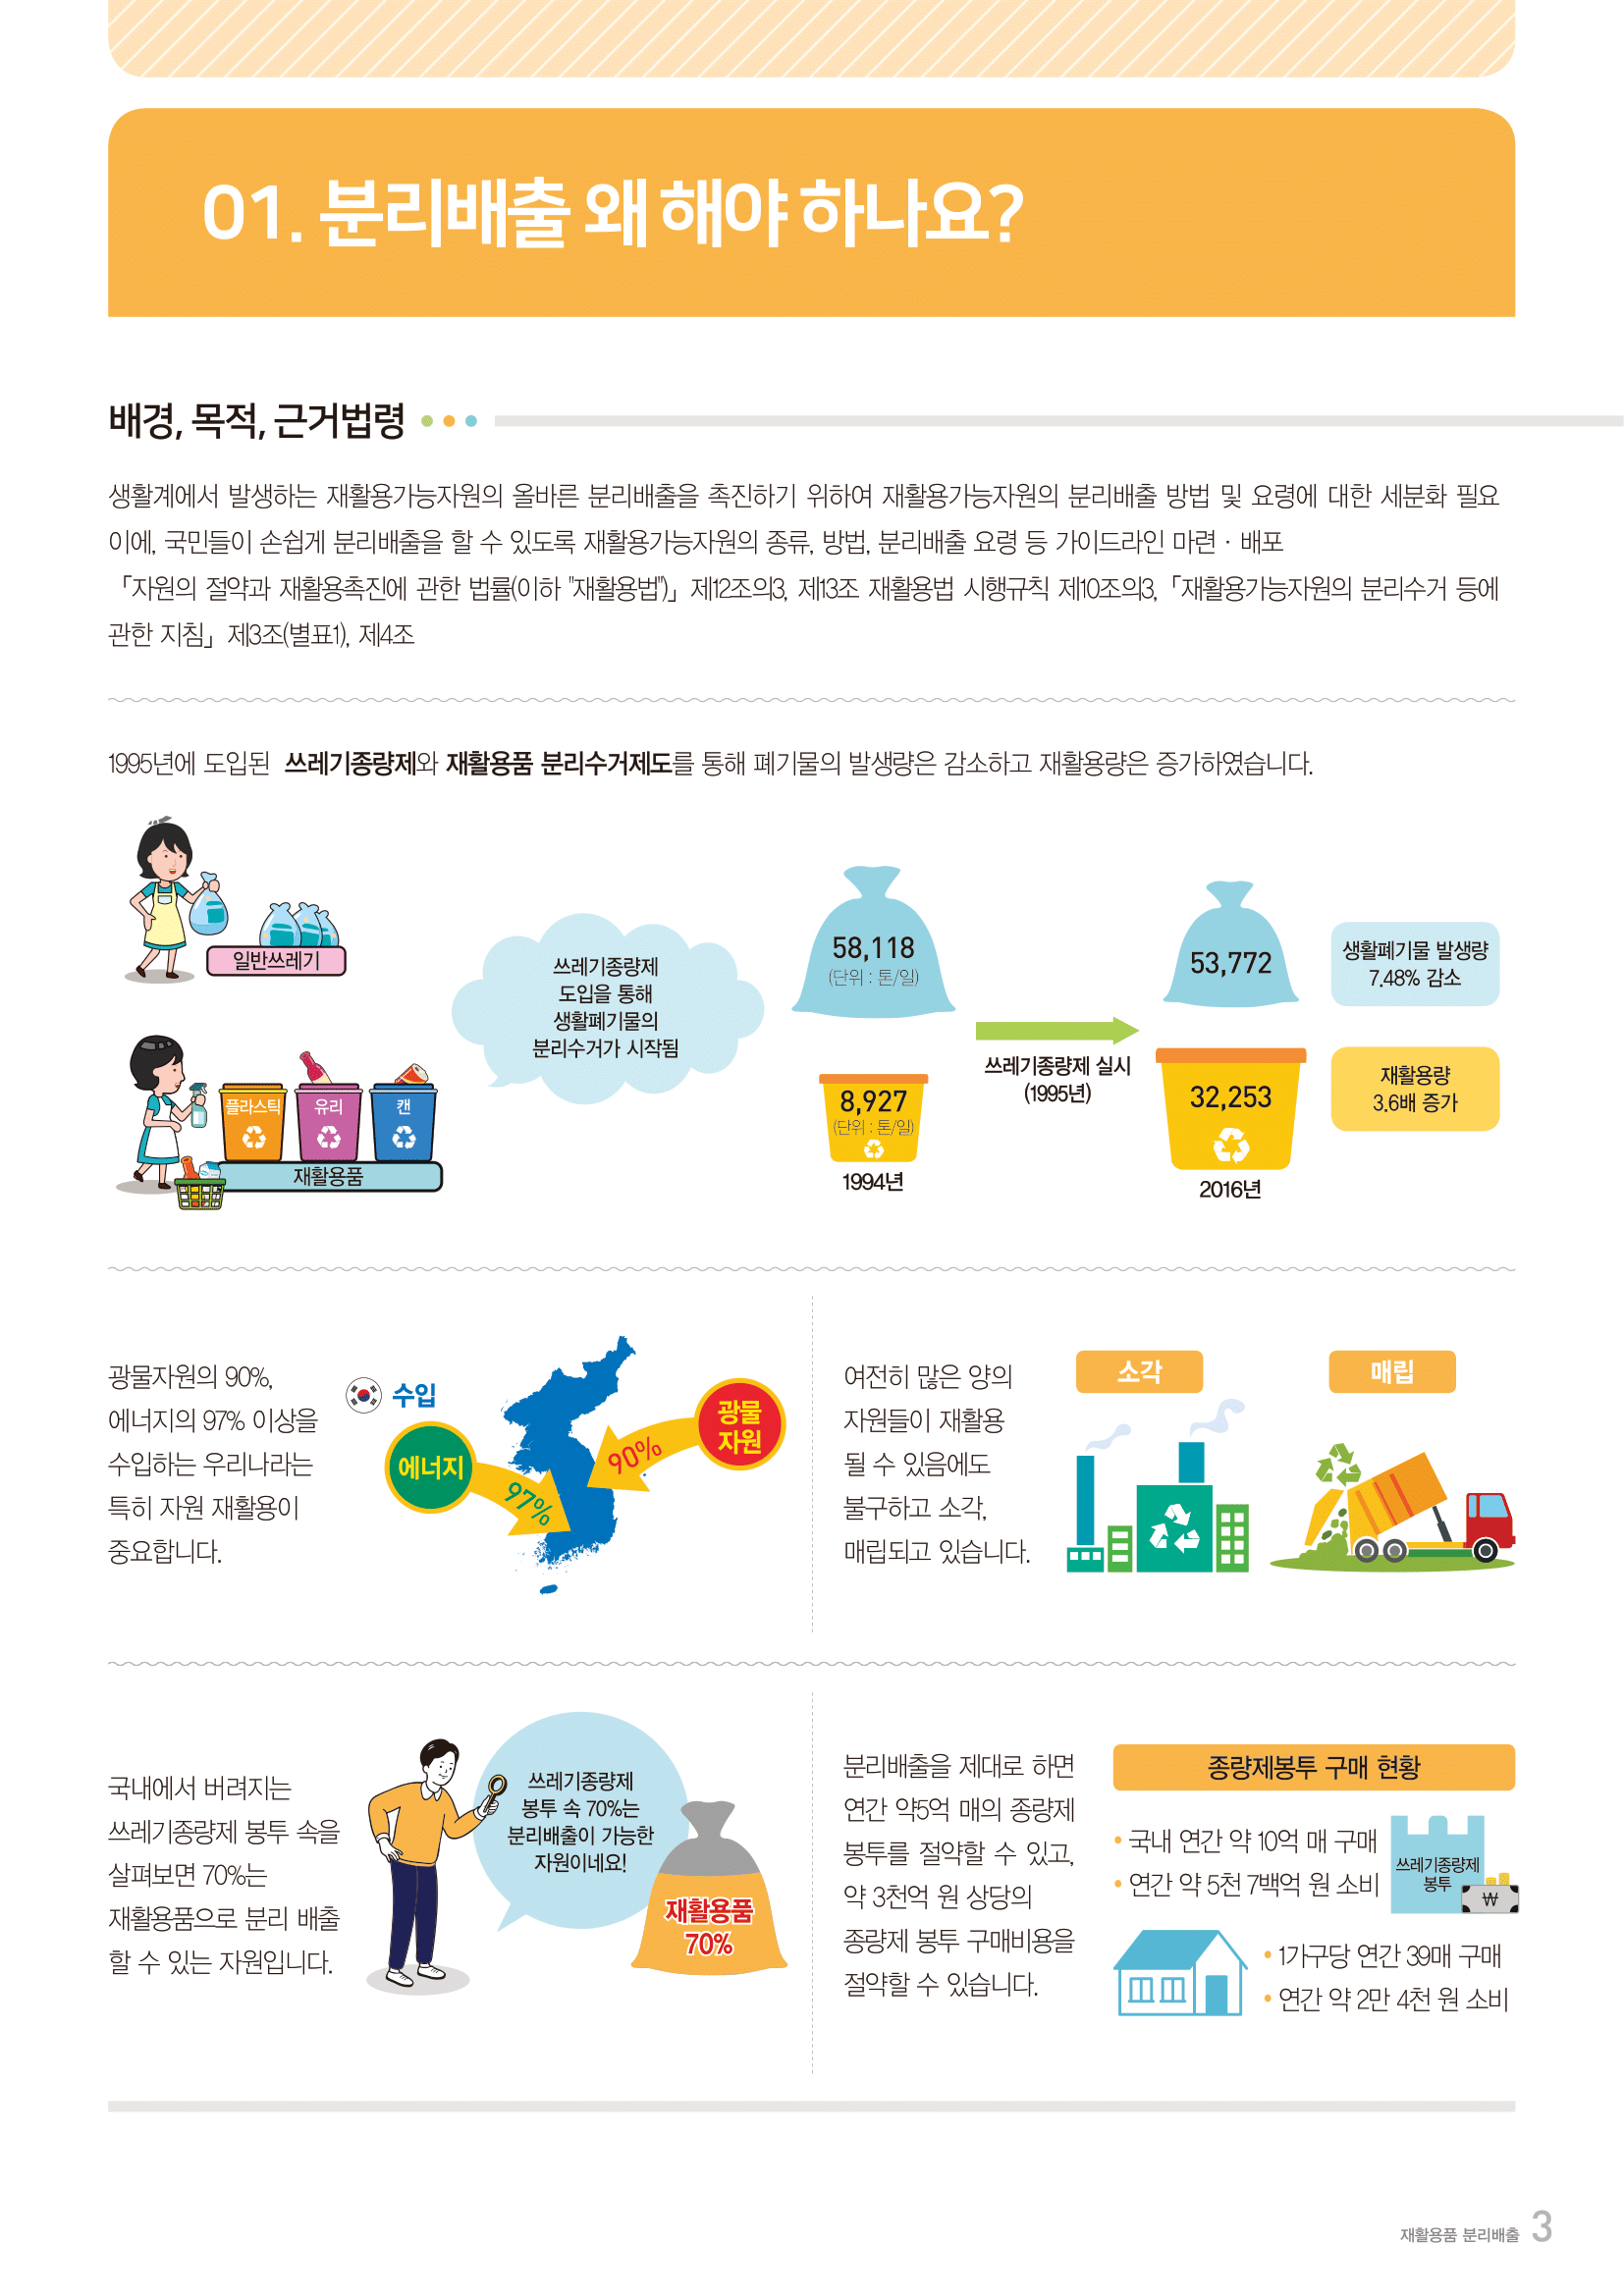 01. 분리배출 왜 해야 하나요?
배경, 목적, 근거법령
생활계에서 발생하는 재활용가능자원의 올바른 분리배출을 촉진하기 위하여 재활용가능자원의 분리배출 방법 및 요령에 대한 세분화 필요
이에, 국민들이 손쉽게 분리배출을 할 수 있도록 재활용가능자원의 종류, 방법, 분리배출 요령 등 가이드라인 마련 · 배포
「자원의 절약과 재활용촉진에 관한 법률(이하 "재활용법")」 제12조의3, 제13조 재활용법 시행규칙 제10조의3, 「재활용가능자원의 분리수거 등에
관한 지침」 제3조(별표1), 제4조
1995년에 도입된 쓰레기종량제와 재활용품 분리수거제도를 통해 폐기물의 발생량은 감소하고 재활용량은 증가하였습니다.
일반쓰레기
플라스틱
유리
캔
재활용품
쓰레기종량제
도입을 통해
생활폐기물의
분리수거가 시작됨
58,118
(단위 : 톤/일)
8,927
(단위 : 톤/일)
1994년
쓰레기종량제 실시
(1995년)
53,772
32,253
2016년
생활폐기물 발생량
7.48% 감소
재활용량
3.6배 증가
광물자원의 90%,
에너지의 97% 이상을
수입하는 우리나라는
특히 자원 재활용이
중요합니다.
수입
에너지
97%
90%
광물
자원
여전히 많은 양의
자원들이 재활용
될 수 있음에도
불구하고 소각,
매립되고 있습니다.
소각
매립
국내에서 버려지는
쓰레기종량제 봉투 속을
살펴보면 70%는
재활용품으로 분리 배출
할 수 있는 자원입니다.
쓰레기종량제
봉투 속 70%는
분리배출이 가능한
자원이네요!
재활용품
70%
분리배출을 제대로 하면
연간 약5억 매의 종량제
봉투를 절약할 수 있고,
약 3천억 원 상당의
종량제 봉투 구매비용을
절약할 수 있습니다.
종량제봉투 구매 현황
• 국내 연간 약 10억 매 구매
• 연간 약 5천 7백억 원 소비
쓰레기종량제
봉투
₩
• 1가구당 연간 39매 구매
• 연간 약 2만 4천 원 소비
재활용품 분리배출 3